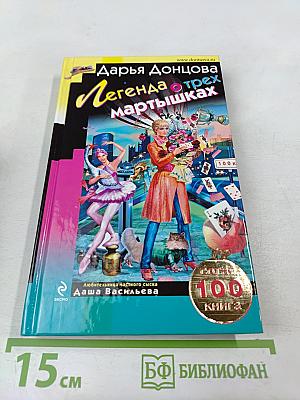 www.dontsova.ru
Дарья Донцова
Легенда о трех
мартышках
100
100
КНИГА
Любительница частного сыска
Даша Васильева
ЭКСМО
15 см
БФ БИБЛИОФАН